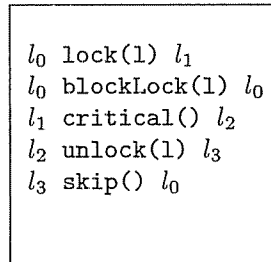 l₀ lock(l) l₁
l₀ blockLock(l) l₀
l₁ critical() l₂
l₂ unlock(l) l₃
l₃ skip() l₀